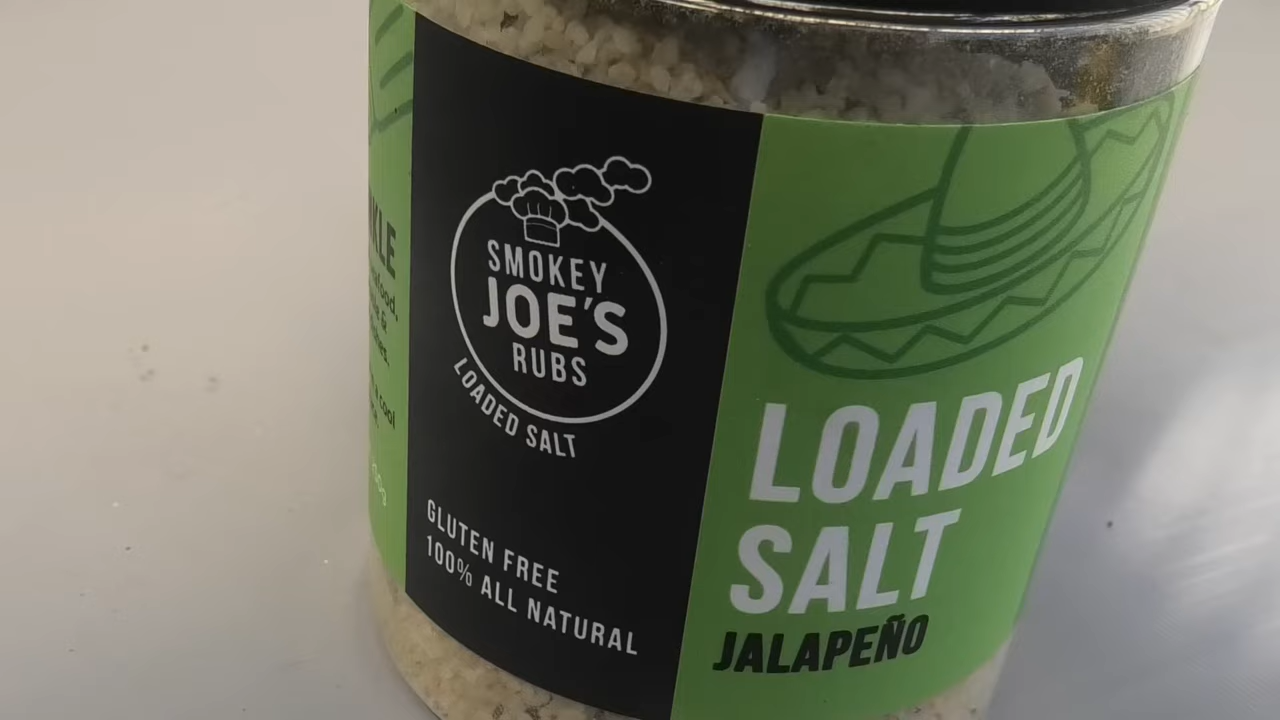 SMOKEY
JOE'S
RUBS
LOADED SALT
GLUTEN FREE
100% ALL NATURAL
LOADED
SALT
JALAPEÑO